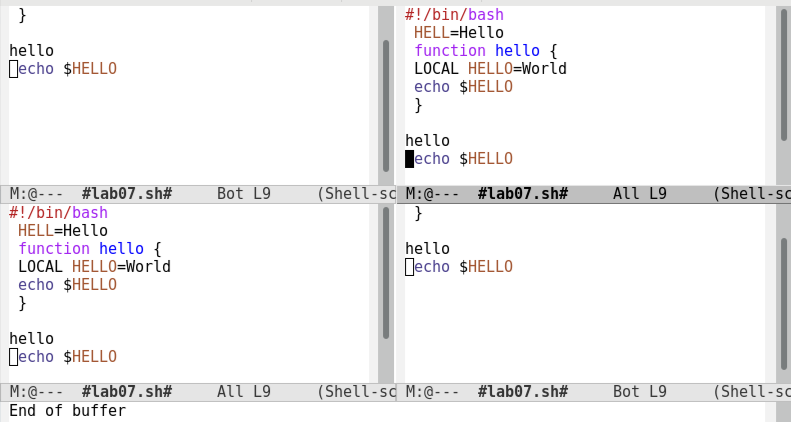 }
hello
echo $HELLO
M:@--- #lab07.sh# Bot L9 (Shell-sc
#!/bin/bash
HELL=Hello
function hello {
LOCAL HELLO=World
echo $HELLO
}
hello
echo $HELLO
M:@--- #lab07.sh# All L9 (Shell-sc
#!/bin/bash
HELL=Hello
function hello {
LOCAL HELLO=World
echo $HELLO
}
hello
echo $HELLO
M:@--- #lab07.sh# All L9 (Shell-sc
}
hello
echo $HELLO
M:@--- #lab07.sh# Bot L9 (Shell-sc
End of buffer